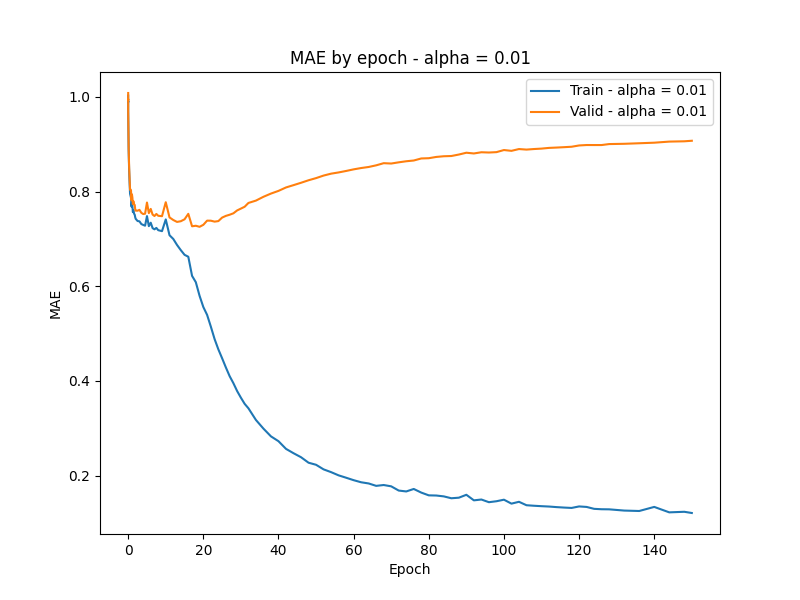 MAE by epoch - alpha = 0.01
Train - alpha = 0.01
Valid - alpha = 0.01
MAE
1.0
0.8
0.6
0.4
0.2
0 20 40 60 80 100 120 140
Epoch